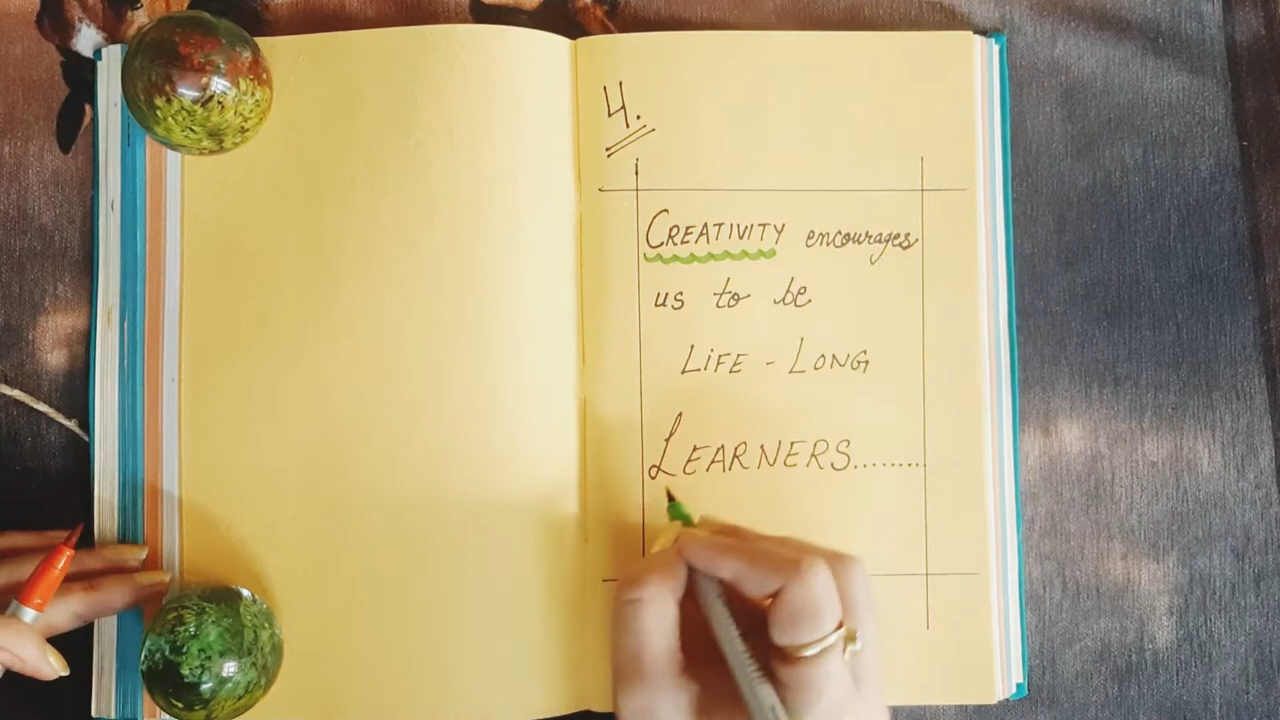 4.
CREATIVITY encourages
us to be
LiFE - LONG
LEARNERS.........